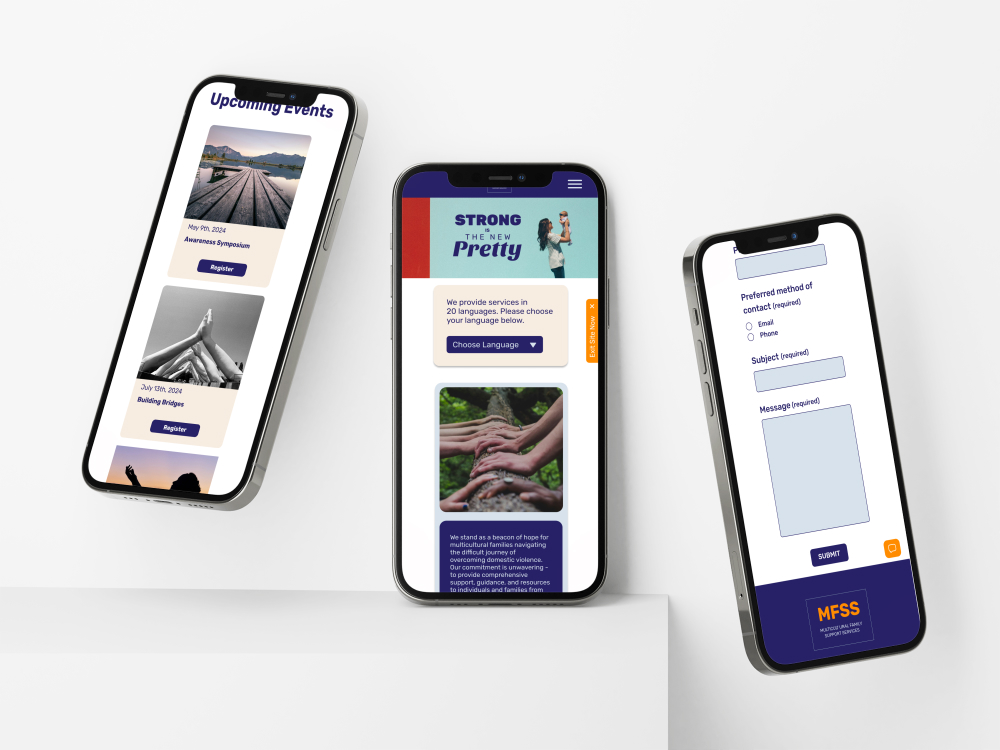 Upcoming Events
May 9th, 2024
Awareness Symposium
Register
July 13th, 2024
Building Bridges
Register
STRONG
IS
THE NEW
Pretty
We provide services in
20 languages. Please choose
your language below.
Choose Language
Exit Site Now X
We stand as a beacon of hope for
multicultural families navigating
the difficult journey of
overcoming domestic violence.
Our commitment is unwavering -
to provide comprehensive
support, guidance, and resources
to individuals and families from
Preferred method of
contact (required)
Email
Phone
Subject (required)
Message (required)
SUBMIT
MFSS
MULTICULTURAL FAMILY
SUPPORT SERVICES